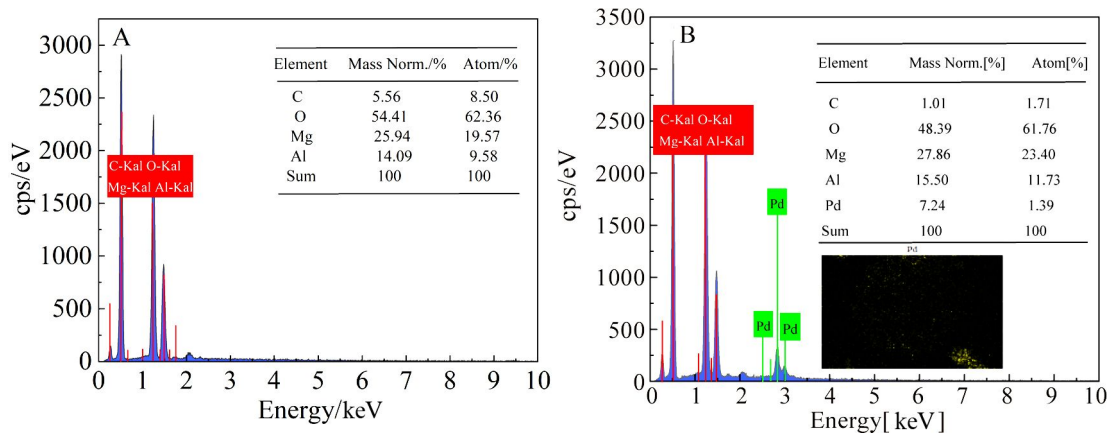 A
cps/eV
3000
2500
2000
1500
1000
500
0
Element Mass Norm./% Atom/%
C 5.56 8.50
O 54.41 62.36
Mg 25.94 19.57
Al 14.09 9.58
Sum 100 100
C-Kal O-Kal
Mg-Kal Al-Kal
0 1 2 3 4 5 6 7 8 9 10
Energy/keV
B
cps/eV
3500
3000
2500
3000
1500
1000
500
0
Element Mass Norm.[%] Atom[%]
C 1.01 1.71
O 48.39 61.76
Mg 27.86 23.40
Al 15.50 11.73
Pd 7.24 1.39
Sum 100 100
C-Kal O-Kal
Mg-Kal Al-Kal
Pd
Pd
Pd
Pd
0 1 2 3 4 5 6 7 8 9 10
Energy[ keV]